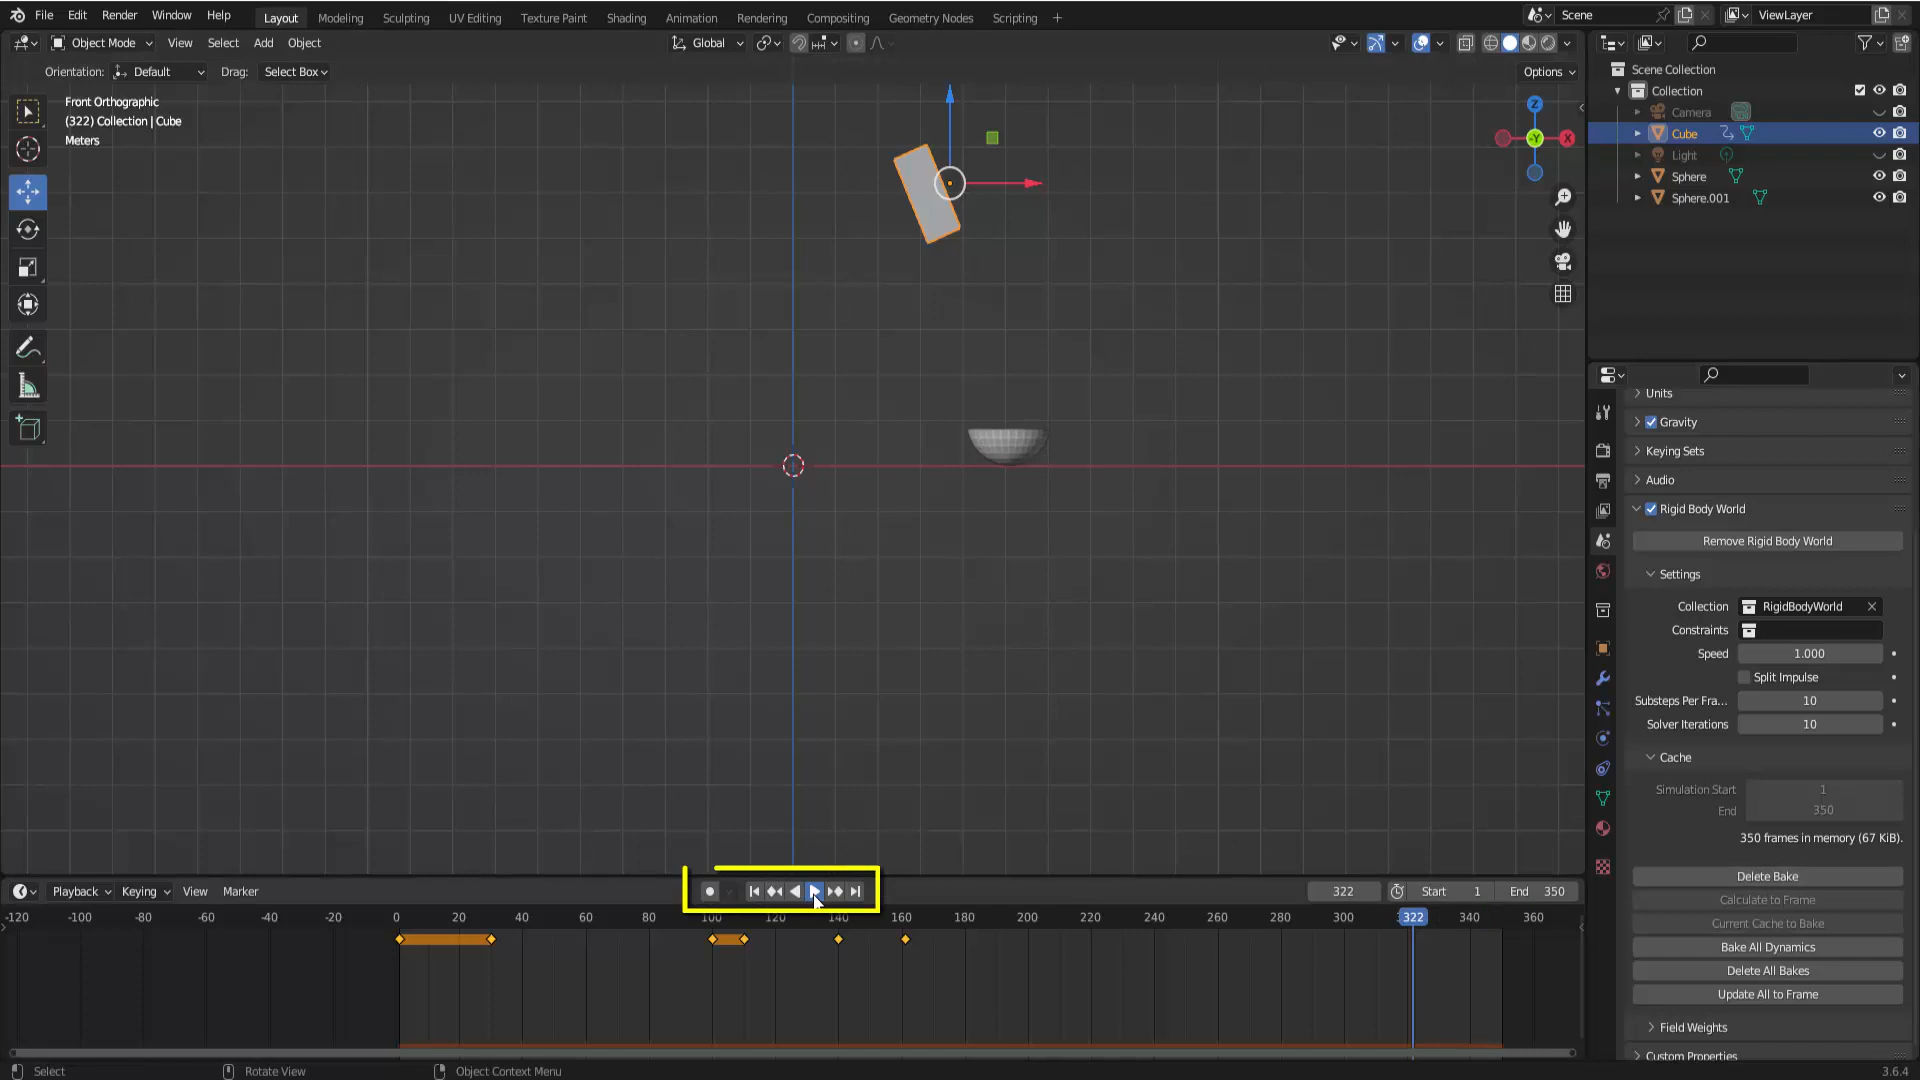 File Edit Render Window Help Layout Modeling Sculpting UV Editing Texture Paint Shading Animation Rendering Compositing Geometry Nodes Scripting Scene ViewLayer
Object Mode View Select Add Object Global
Orientation: Default Drag: Select Box Options
Front Orthographic
(322) Collection | Cube
Meters
Z
-Y
X
Scene Collection
Collection
Camera
Cube
Light
Sphere
Sphere.001
Units
Gravity
Keying Sets
Audio
Rigid Body World
Remove Rigid Body World
Settings
Collection RigidBodyWorld
Constraints
Speed 1.000
Split Impulse
Substeps Per Fra... 10
Solver Iterations 10
Cache
Simulation Start 1
End 350
350 frames in memory (67 KiB).
Delete Bake
Calculate to Frame
Current Cache to Bake
Bake All Dynamics
Delete All Bakes
Update All to Frame
Field Weights
Custom Properties
Playback Keying View Marker 322 Start 1 End 350
-120 -100 -80 -60 -40 -20 0 20 40 60 80 100 120 140 160 180 200 220 240 260 280 300 322 340 360
Select Rotate View Object Context Menu 3.6.4